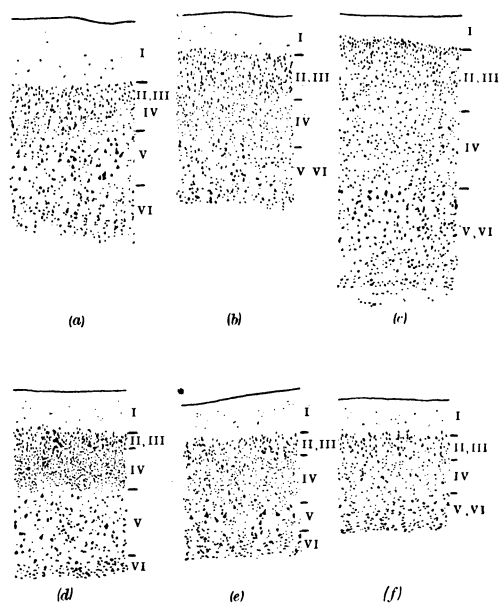 I
II, III
IV
V
VI
(a)
I
II, III
IV
V VI
(b)
I
II, III
IV
V, VI
(c)
I
II, III
IV
V
VI
(d)
I
II, III
IV
V
VI
(e)
I
II, III
IV
V, VI
(f)